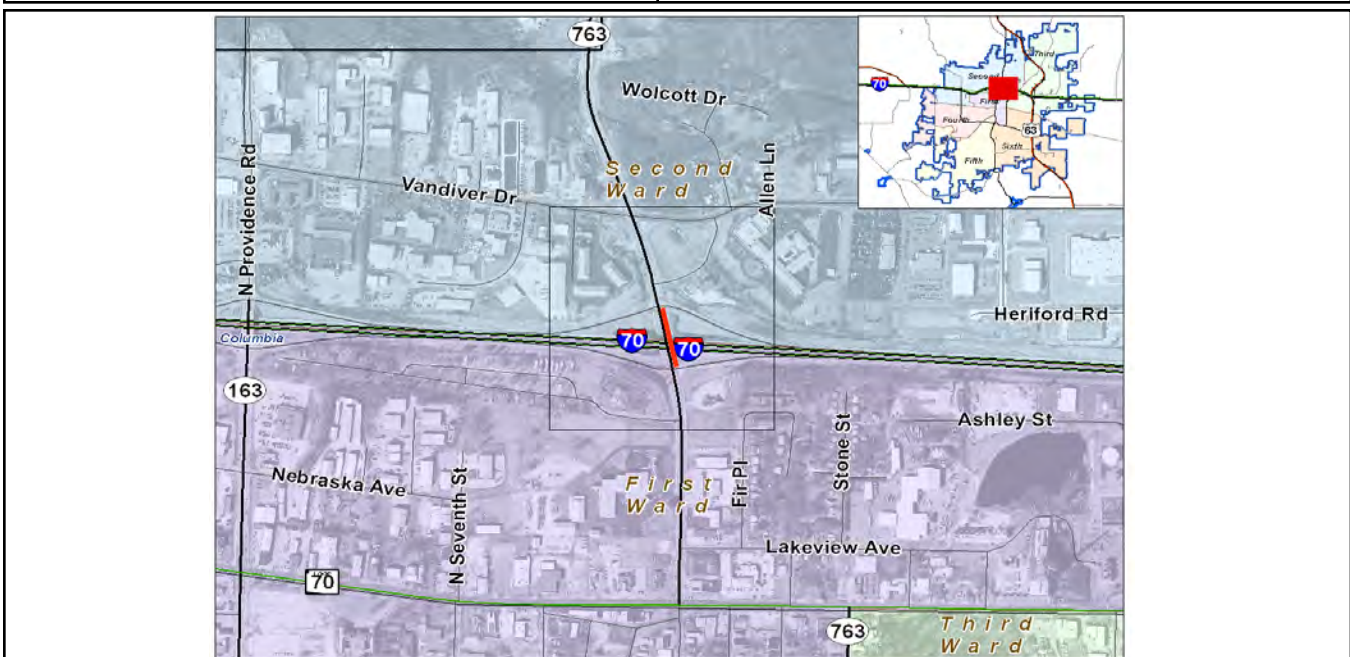 763
Wolcott Dr
N Providence Rd
Second
Ward
Allen Ln
Vandiver Dr
Heriford Rd
70
70
Columbia
163
Ashley St
Nebraska Ave
N Seventh St
First
Ward
Fir Pl
Stone St
Lakeview Ave
70
763
Third
Ward
Third
Second
70
First
Fourth
63
Sixth
Fifth